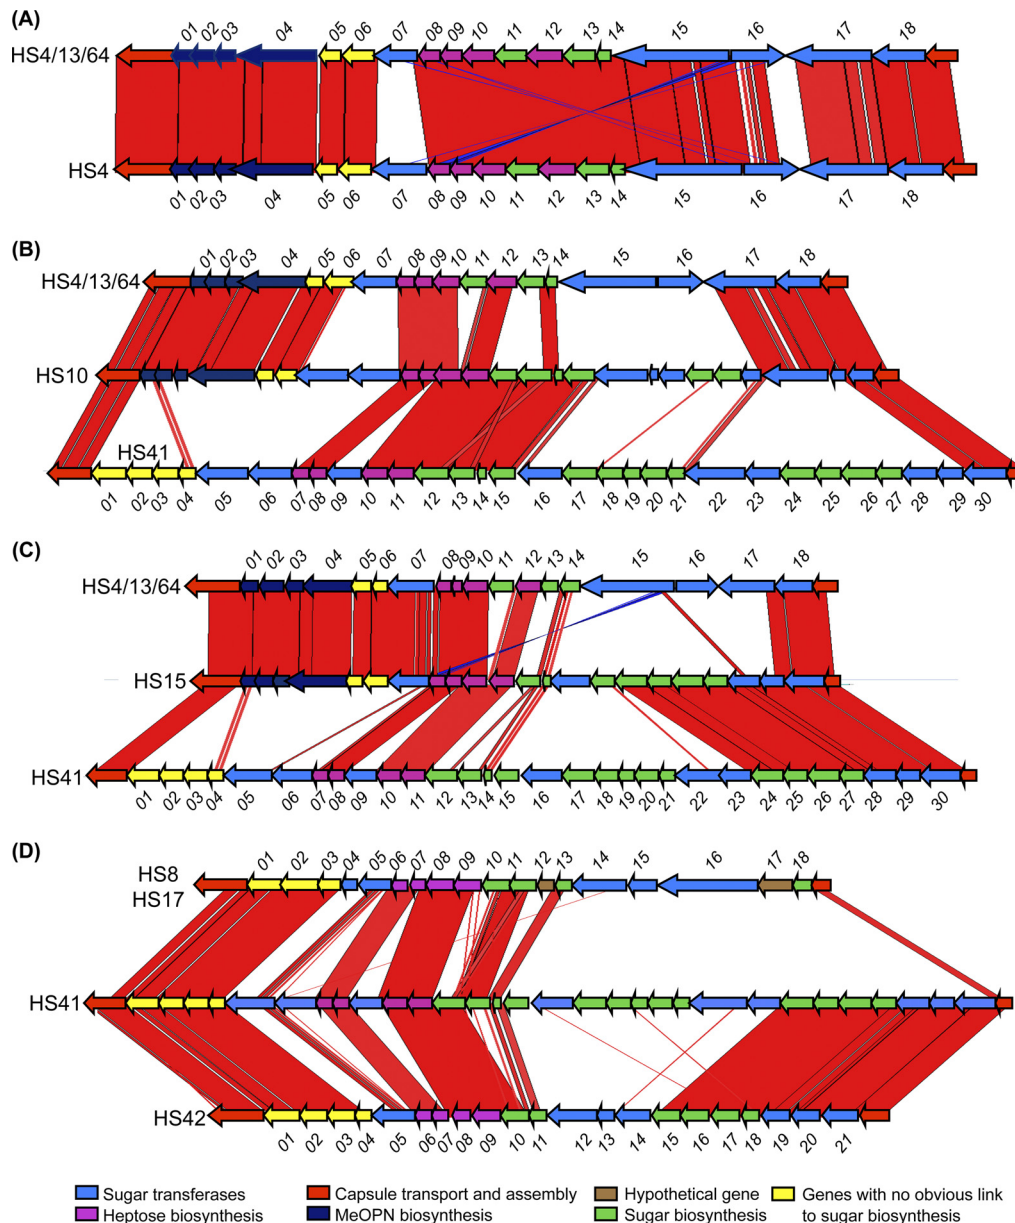 (A)
01 02 03 04 05 06 07 08 09 10 11 12 13 14 15 16 17 18
HS4/13/64
HS4
01 02 03 04 05 06 07 08 09 10 11 12 13 14 15 16 17 18
(B)
01 02 03 04 05 06 07 08 09 10 11 12 13 14 15 16 17 18
HS4/13/64
HS10
HS41
01 02 03 04 05 06 07 08 09 10 11 12 13 14 15 16 17 18 19 20 21 22 23 24 25 26 27 28 29 30
(C)
01 02 03 04 05 06 07 08 09 10 11 12 13 14 15 16 17 18
HS4/13/64
HS15
HS41
01 02 03 04 05 06 07 08 09 10 11 12 13 14 15 16 17 18 19 20 21 22 23 24 25 26 27 28 29 30
(D)
01 02 03 04 05 06 07 08 09 10 11 12 13 14 15 16 17 18
HS8
HS17
HS41
HS42
01 02 03 04 05 06 07 08 09 10 11 12 13 14 15 16 17 18 19 20 21
Sugar transferases Capsule transport and assembly Hypothetical gene Genes with no obvious link
Heptose biosynthesis MeOPN biosynthesis Sugar biosynthesis to sugar biosynthesis